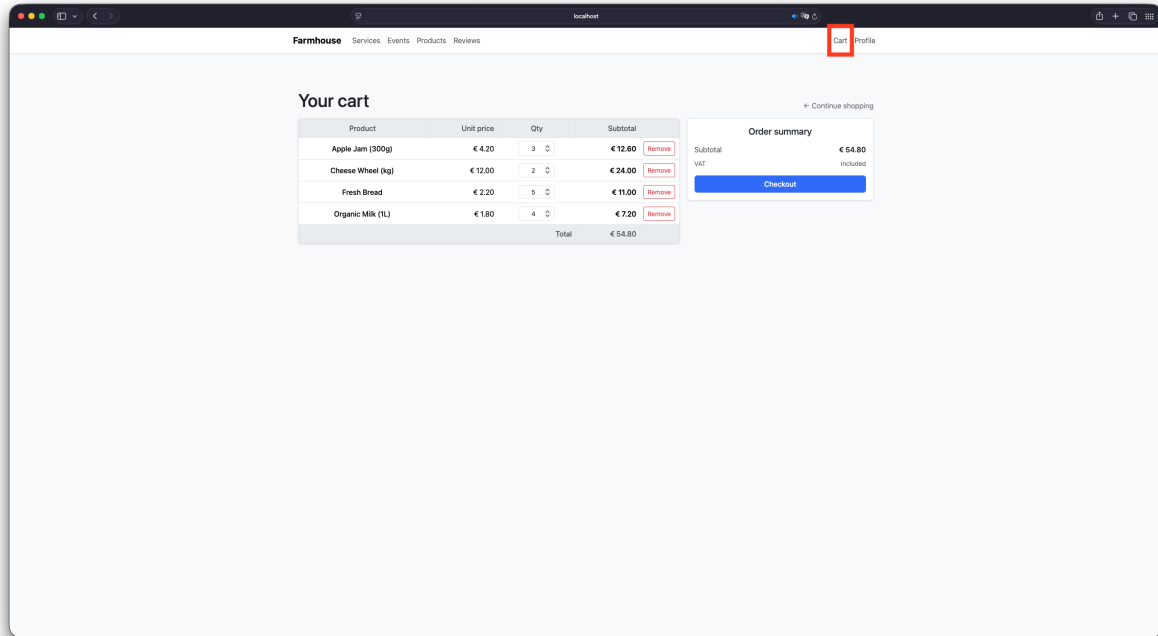 localhost
Farmhouse Services Events Products Reviews Cart Profile
Your cart
← Continue shopping
Product Unit price Qty Subtotal
Apple Jam (300g) € 4.20 3 € 12.60 Remove
Cheese Wheel (kg) € 12.00 2 € 24.00 Remove
Fresh Bread € 2.20 5 € 11.00 Remove
Organic Milk (1L) € 1.80 4 € 7.20 Remove
Total € 54.80
Order summary
Subtotal € 54.80
VAT Included
Checkout